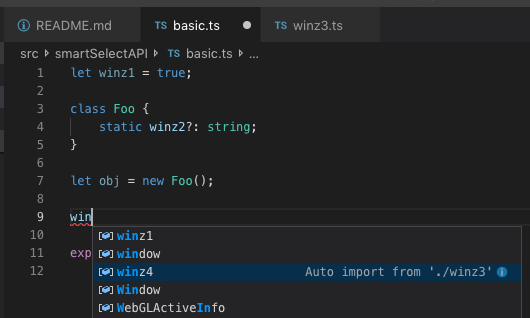 README.md
TS basic.ts
TS winz3.ts
src smartSelectAPI TS basic.ts ...
1 let winz1 = true;
2
3 class Foo {
4 static winz2?: string;
5 }
6
7 let obj = new Foo();
8
9 win
10 winz1
window
11 exp
12 winz4 Auto import from './winz3'
Window
WebGLActiveInfo